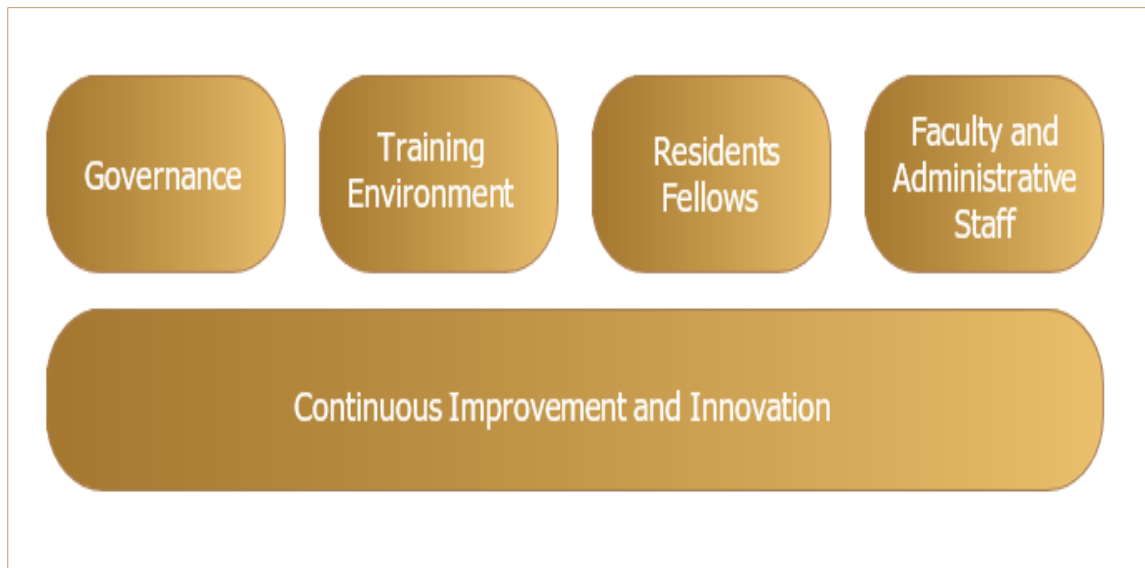 Governance
Training
Environment
Residents
Fellows
Faculty and
Administrative
Staff
Continuous Improvement and Innovation